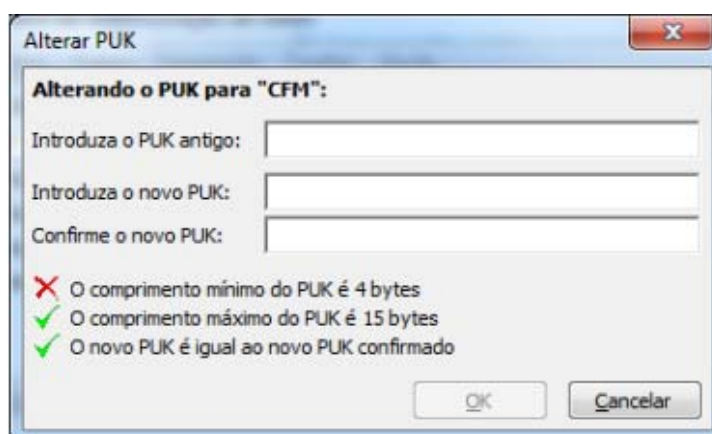 Alterar PUK
Alterando o PUK para "CFM":
Introduza o PUK antigo:
Introduza o novo PUK:
Confirme o novo PUK:
O comprimento mínimo do PUK é 4 bytes
O comprimento máximo do PUK é 15 bytes
O novo PUK é igual ao novo PUK confirmado
OK Cancelar